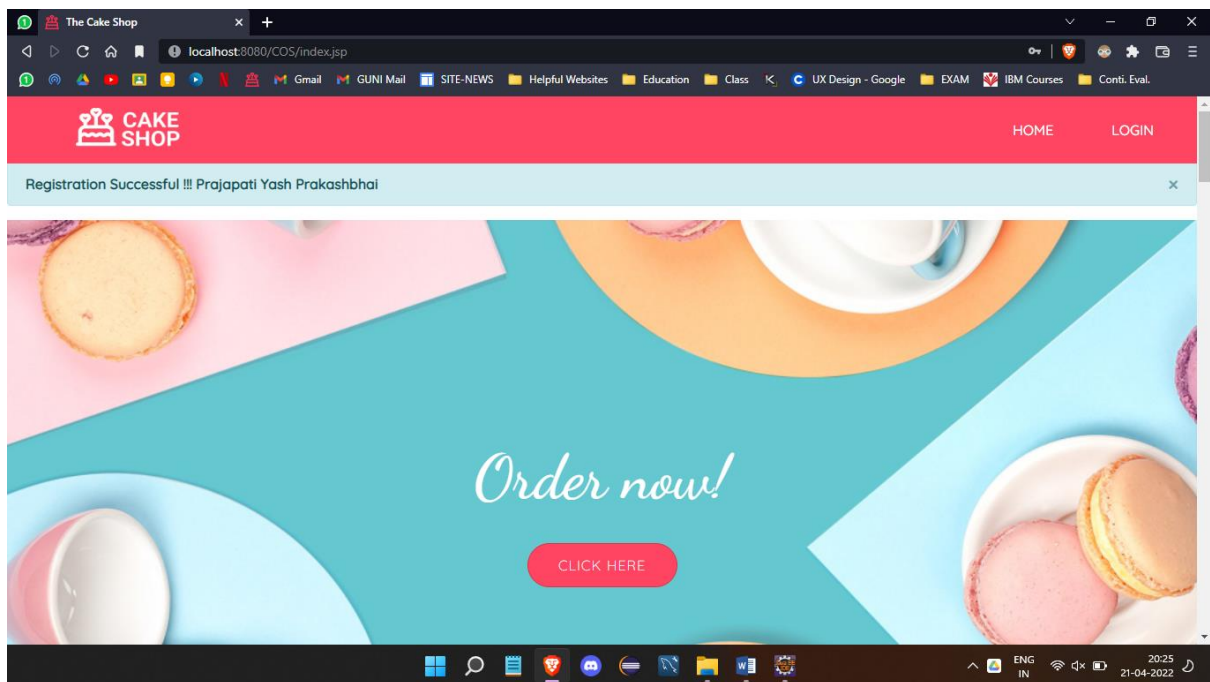 The Cake Shop
localhost:8080/COS/index.jsp
Gmail GUNI Mail SITE-NEWS Helpful Websites Education Class UX Design - Google EXAM IBM Courses Conti. Eval.
CAKE
SHOP
HOME LOGIN
Registration Successful !!! Prajapati Yash Prakashbhai ×
Order now!
CLICK HERE
ENG
IN
20:25
21-04-2022